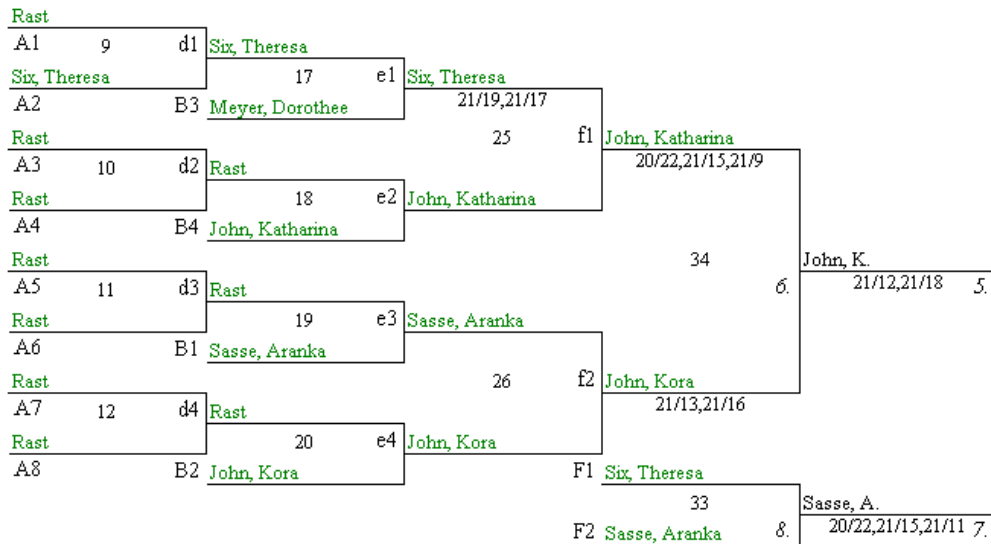 Rast
A1 9 d1 Six, Theresa
17 e1 Six, Theresa
Six, Theresa
A2 B3 Meyer, Dorothee
21/19,21/17
Rast
25 f1 John, Katharina
A3 10 d2 Rast
20/22,21/15,21/9
Rast
18 e2 John, Katharina
A4 B4 John, Katharina
Rast
34 John, K.
A5 11 d3 Rast
6. 21/12,21/18 5.
Rast
19 e3 Sasse, Aranka
A6 B1 Sasse, Aranka
Rast
26 f2 John, Kora
A7 12 d4 Rast
21/13,21/16
Rast
20 e4 John, Kora
A8 B2 John, Kora
F1 Six, Theresa
33 Sasse, A.
F2 Sasse, Aranka 8. 20/22,21/15,21/11 7.